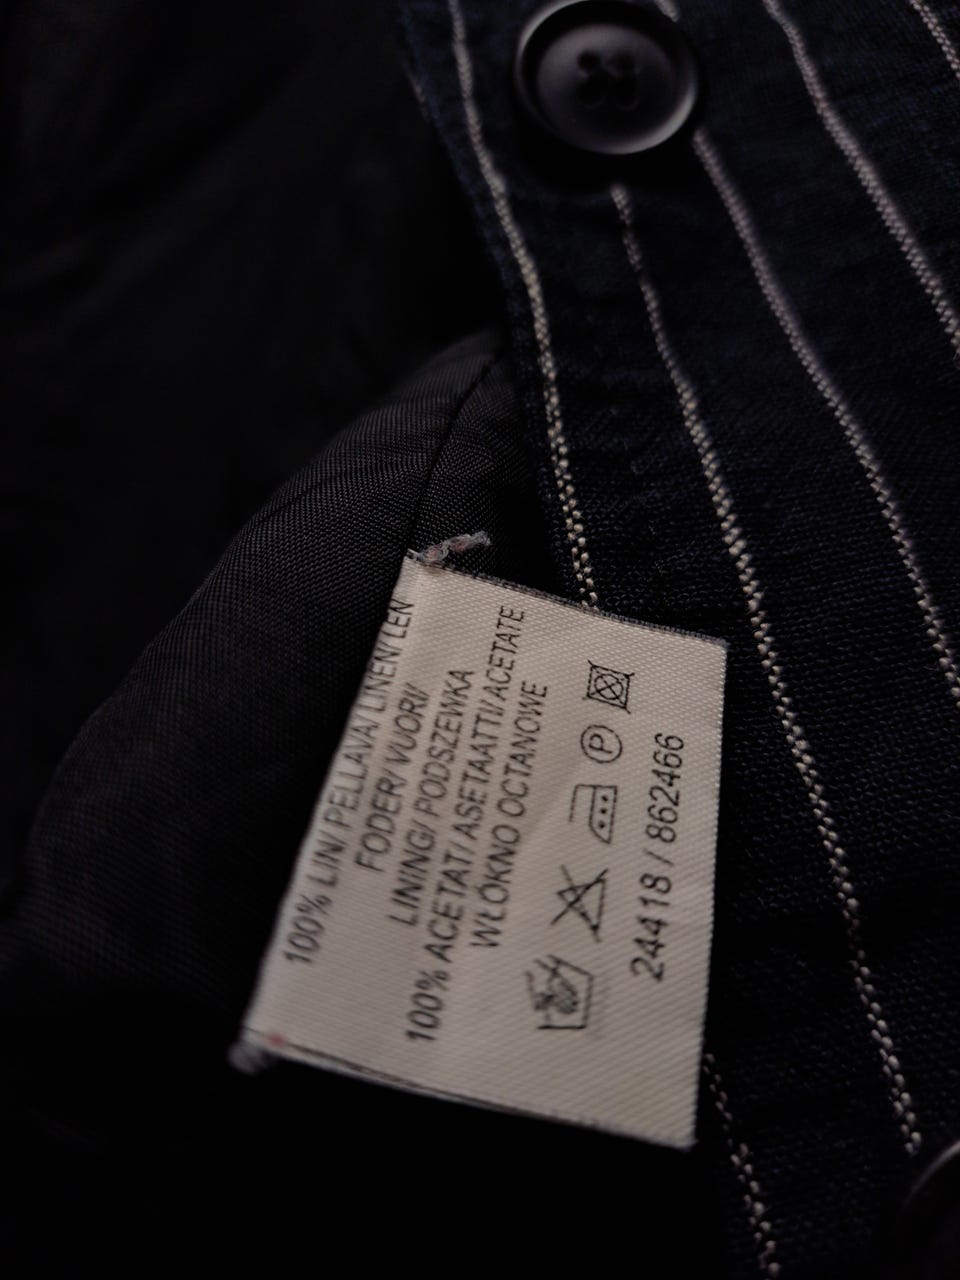 100% LIN/ PELLAVA/ LINEN/ LEN
FODER/ VUORI/
LINING/ PODSZEWKA
100% ACETAT/ ASETAATTI/ ACETATE
WŁÓKNO OCTANOWE
P
24418 / 862466